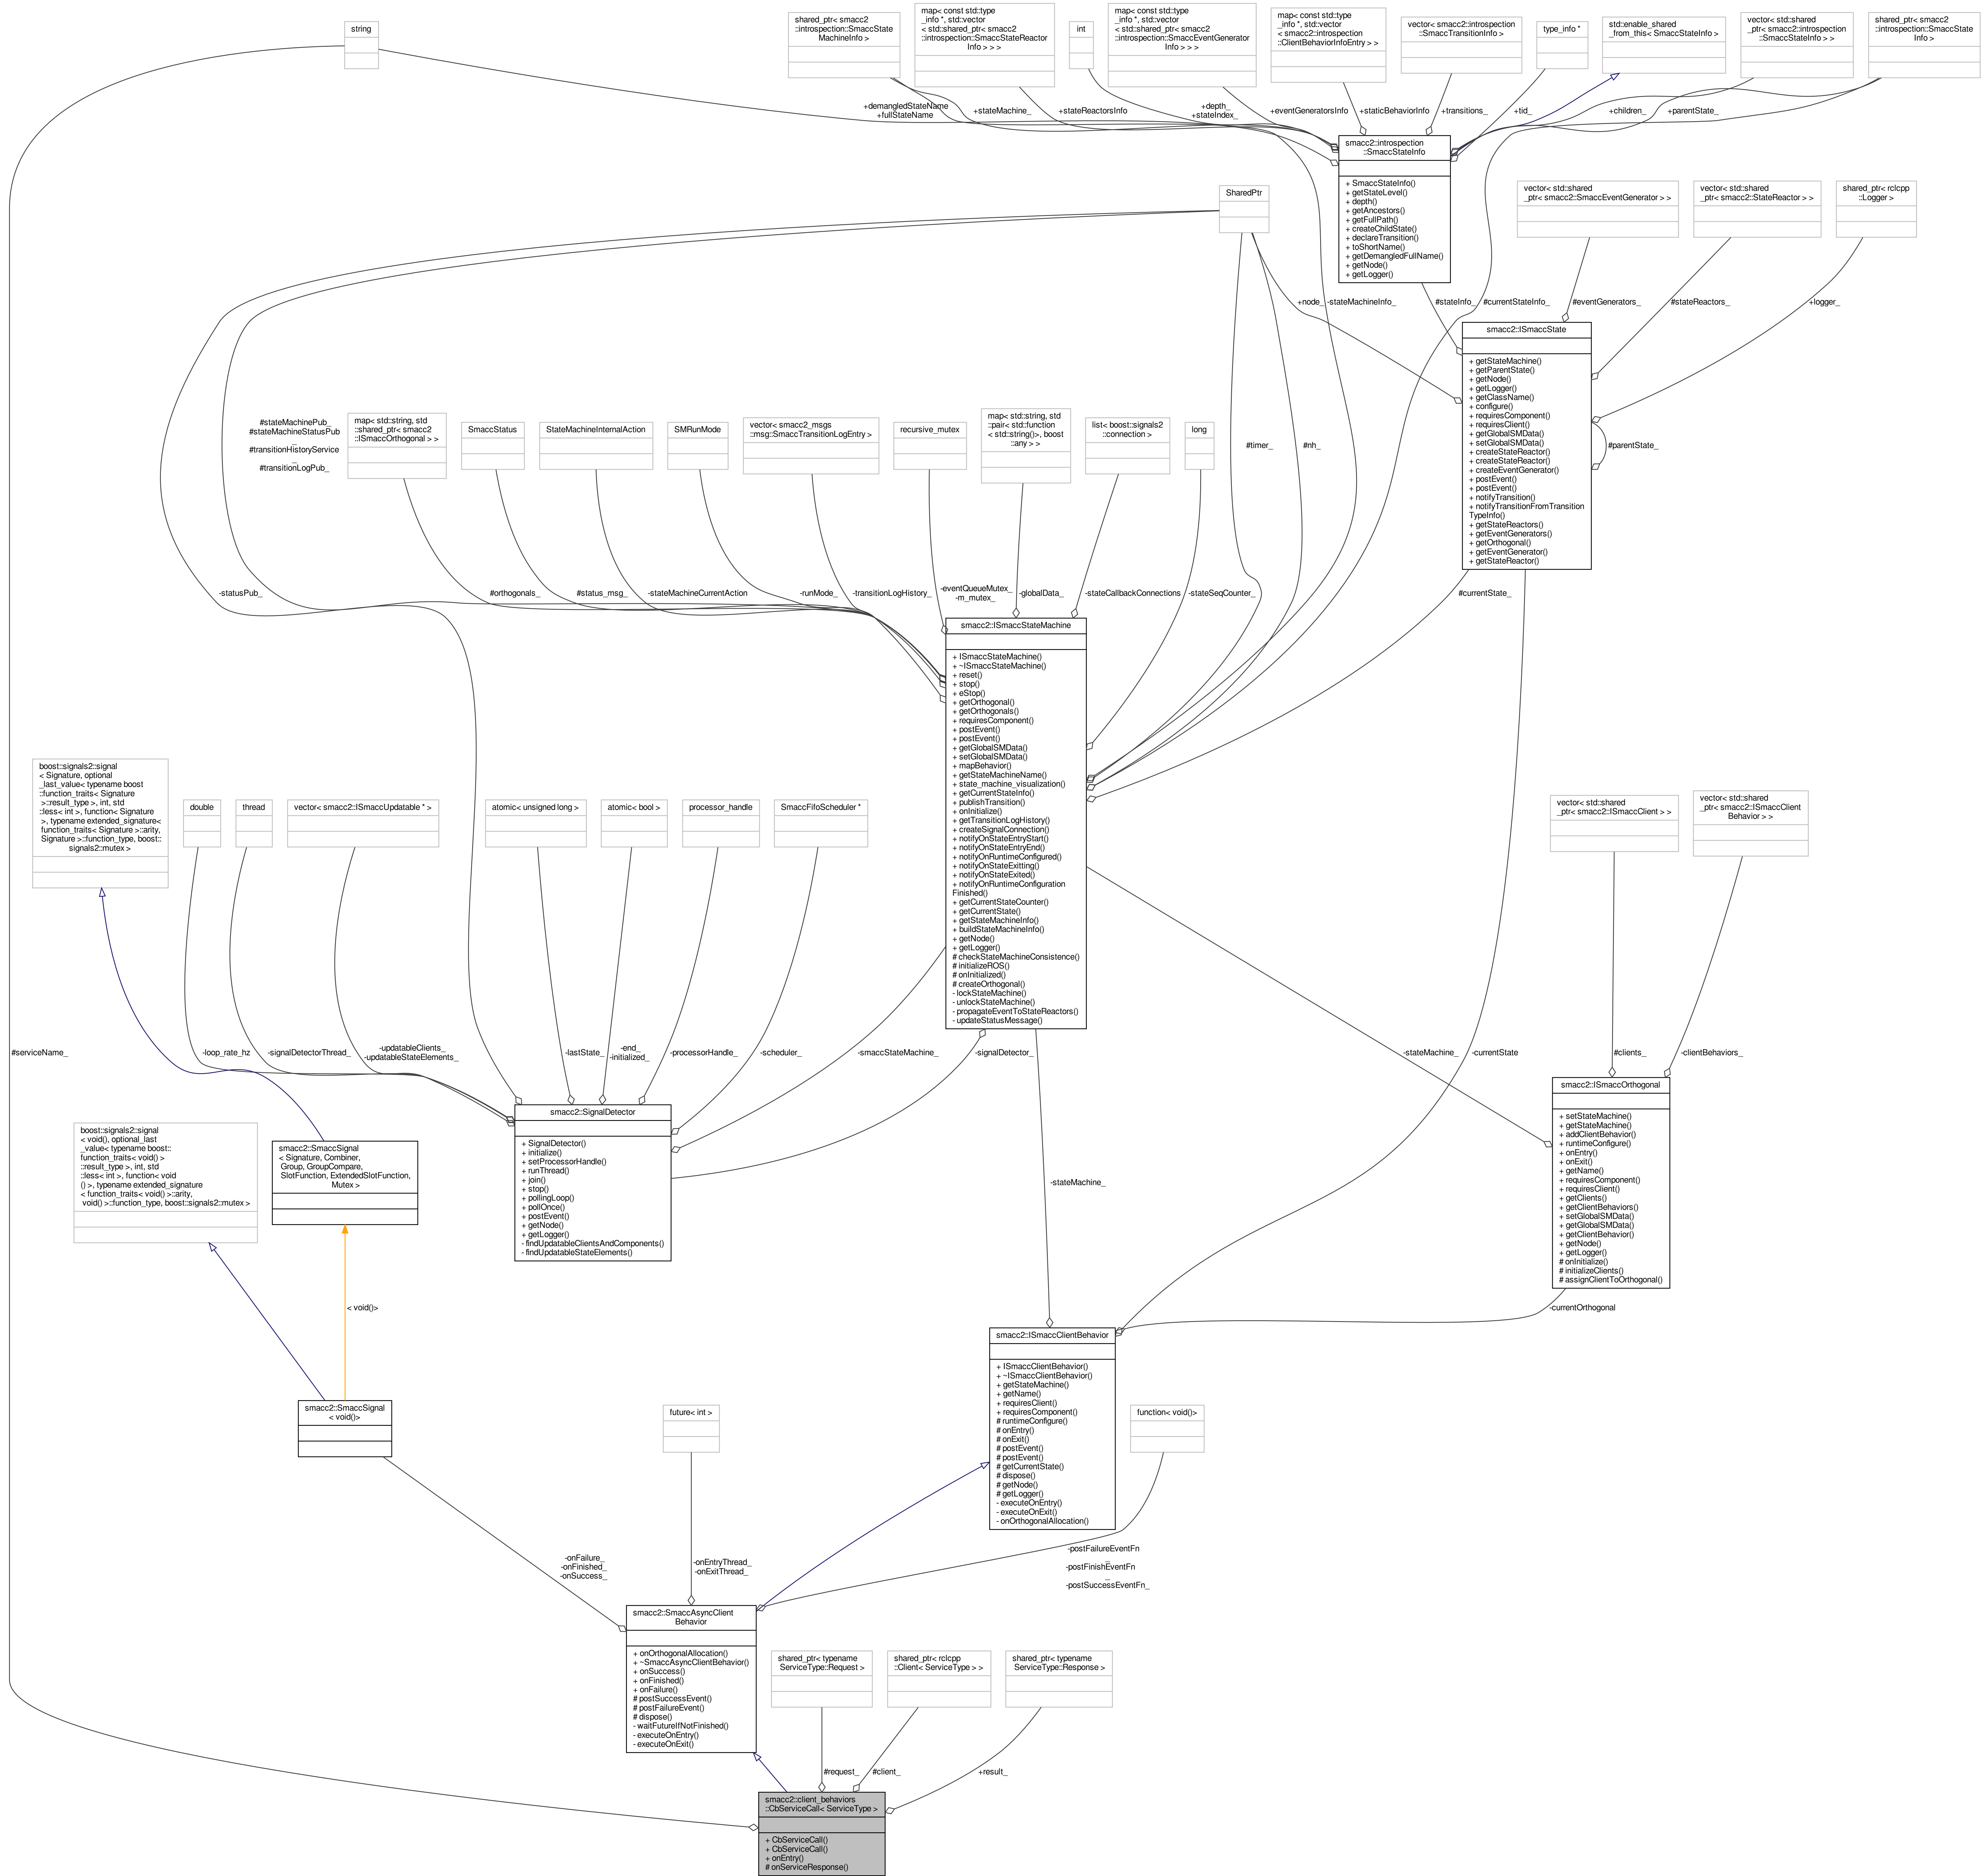 string
shared_ptr< smacc2
::introspection::SmaccState
MachineInfo >
map< const std::type
_info *, std::vector
< std::shared_ptr< smacc2
::introspection::SmaccStateReactor
Info > > >
int
map< const std::type
_info *, std::vector
< std::shared_ptr< smacc2
::introspection::SmaccEventGenerator
Info > > >
map< const std::type
_info *, std::vector
< smacc2::introspection
::ClientBehaviorInfoEntry > >
vector< smacc2::introspection
::SmaccTransitionInfo >
type_info *
std::enable_shared
_from_this< SmaccStateInfo >
vector< std::shared
_ptr< smacc2::introspection
::SmaccStateInfo > >
shared_ptr< smacc2
::introspection::SmaccState
Info >
+demangledStateName
+fullStateName
+stateMachine_
+stateReactorsInfo
+depth_
+stateIndex_
+eventGeneratorsInfo
+staticBehaviorInfo
+transitions_
+tid_
+children_
+parentState_
smacc2::introspection
::SmaccStateInfo
+ SmaccStateInfo()
+ getStateLevel()
+ depth()
+ getAncestors()
+ getFullPath()
+ createChildState()
+ declareTransition()
+ toShortName()
+ getDemangledFullName()
+ getNode()
+ getLogger()
SharedPtr
vector< std::shared
_ptr< smacc2::SmaccEventGenerator > >
vector< std::shared
_ptr< smacc2::StateReactor > >
shared_ptr< rclcpp
::Logger >
+node_
-stateMachineInfo_
#stateInfo_
#currentStateInfo_
#eventGenerators_
#stateReactors_
+logger_
smacc2::ISmaccState
+ getStateMachine()
+ getParentState()
+ getNode()
+ getLogger()
+ getClassName()
+ configure()
+ requiresComponent()
+ requiresClient()
+ getGlobalSMData()
+ setGlobalSMData()
+ createStateReactor()
+ createStateReactor()
+ createEventGenerator()
+ postEvent()
+ postEvent()
+ notifyTransition()
+ notifyTransitionFromTransition
TypeInfo()
+ getStateReactors()
+ getEventGenerators()
+ getOrthogonal()
+ getEventGenerator()
+ getStateReactor()
#parentState_
#stateMachinePub_
#stateMachineStatusPub
_
#transitionHistoryService
_
#transitionLogPub_
map< std::string, std
::shared_ptr< smacc2
::ISmaccOrthogonal > >
SmaccStatus
StateMachineInternalAction
SMRunMode
vector< smacc2_msgs
::msg::SmaccTransitionLogEntry >
recursive_mutex
map< std::string, std
::pair< std::function
< std::string()>, boost
::any > >
list< boost::signals2
::connection >
long
#timer_
#nh_
-statusPub_
#orthogonals_
#status_msg_
-stateMachineCurrentAction
-runMode_
-transitionLogHistory_
-eventQueueMutex_
-m_mutex_
-globalData_
-stateCallbackConnections
-stateSeqCounter_
#currentState_
smacc2::ISmaccStateMachine
+ ISmaccStateMachine()
+ ~ISmaccStateMachine()
+ reset()
+ stop()
+ eStop()
+ getOrthogonal()
+ getOrthogonals()
+ requiresComponent()
+ postEvent()
+ postEvent()
+ getGlobalSMData()
+ setGlobalSMData()
+ mapBehavior()
+ getStateMachineName()
+ state_machine_visualization()
+ getCurrentStateInfo()
+ publishTransition()
+ onInitialize()
+ getTransitionLogHistory()
+ createSignalConnection()
+ notifyOnStateEntryStart()
+ notifyOnStateEntryEnd()
+ notifyOnRuntimeConfigured()
+ notifyOnStateExitting()
+ notifyOnStateExited()
+ notifyOnRuntimeConfiguration
Finished()
+ getCurrentStateCounter()
+ getCurrentState()
+ getStateMachineInfo()
+ buildStateMachineInfo()
+ getNode()
+ getLogger()
# checkStateMachineConsistence()
# initializeROS()
# onInitialized()
# createOrthogonal()
- lockStateMachine()
- unlockStateMachine()
- propagateEventToStateReactors()
- updateStatusMessage()
boost::signals2::signal
< Signature, optional
_last_value< typename boost
::function_traits< Signature
>::result_type >, int, std
::less< int >, function< Signature
>, typename extended_signature<
function_traits< Signature >::arity,
Signature >::function_type, boost::
signals2::mutex >
double
thread
vector< smacc2::ISmaccUpdatable * >
atomic< unsigned long >
atomic< bool >
processor_handle
SmaccFifoScheduler *
vector< std::shared
_ptr< smacc2::ISmaccClient > >
vector< std::shared
_ptr< smacc2::ISmaccClient
Behavior > >
#serviceName_
-loop_rate_hz
-signalDetectorThread_
-updatableClients_
-updatableStateElements_
-lastState_
-end_
-initialized_
-processorHandle_
-scheduler_
-smaccStateMachine_
-signalDetector_
-stateMachine_
-currentState
#clients_
-clientBehaviors_
smacc2::SignalDetector
+ SignalDetector()
+ initialize()
+ setProcessorHandle()
+ runThread()
+ join()
+ stop()
+ pollingLoop()
+ pollOnce()
+ postEvent()
+ getNode()
+ getLogger()
- findUpdatableClientsAndComponents()
- findUpdatableStateElements()
smacc2::ISmaccOrthogonal
+ setStateMachine()
+ getStateMachine()
+ addClientBehavior()
+ runtimeConfigure()
+ onEntry()
+ onExit()
+ getName()
+ requiresComponent()
+ requiresClient()
+ getClients()
+ getClientBehaviors()
+ setGlobalSMData()
+ getGlobalSMData()
+ getClientBehavior()
+ getNode()
+ getLogger()
# onInitialize()
# initializeClients()
# assignClientToOrthogonal()
boost::signals2::signal
< void(), optional_last
_value< typename boost::
function_traits< void() >
::result_type >, int, std
::less< int >, function< void
() >, typename extended_signature
< function_traits< void() >::arity,
void() >::function_type, boost::signals2::mutex >
smacc2::SmaccSignal
< Signature, Combiner,
Group, GroupCompare,
SlotFunction, ExtendedSlotFunction,
Mutex >
-stateMachine_
< void()>
-currentOrthogonal
smacc2::ISmaccClientBehavior
+ ISmaccClientBehavior()
+ ~ISmaccClientBehavior()
+ getStateMachine()
+ getName()
+ requiresClient()
+ requiresComponent()
# runtimeConfigure()
# onEntry()
# onExit()
# postEvent()
# postEvent()
# getCurrentState()
# dispose()
# getNode()
# getLogger()
- executeOnEntry()
- executeOnExit()
- onOrthogonalAllocation()
smacc2::SmaccSignal
< void()>
future< int >
function< void()>
-onFailure_
-onFinished_
-onSuccess_
-onEntryThread_
-onExitThread_
-postFailureEventFn
_
-postFinishEventFn
_
-postSuccessEventFn_
smacc2::SmaccAsyncClient
Behavior
+ onOrthogonalAllocation()
+ ~SmaccAsyncClientBehavior()
+ onSuccess()
+ onFinished()
+ onFailure()
# postSuccessEvent()
# postFailureEvent()
# dispose()
- waitFutureIfNotFinished()
- executeOnEntry()
- executeOnExit()
shared_ptr< typename
ServiceType::Request >
shared_ptr< rclcpp
::Client< ServiceType > >
shared_ptr< typename
ServiceType::Response >
#request_
#client_
+result_
smacc2::client_behaviors
::CbServiceCall< ServiceType >
+ CbServiceCall()
+ CbServiceCall()
+ onEntry()
# onServiceResponse()